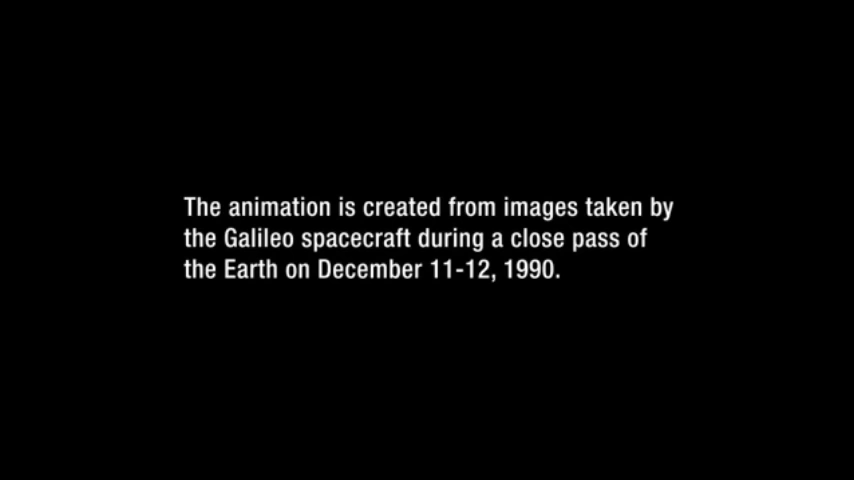 The animation is created from images taken by
the Galileo spacecraft during a close pass of
the Earth on December 11-12, 1990.